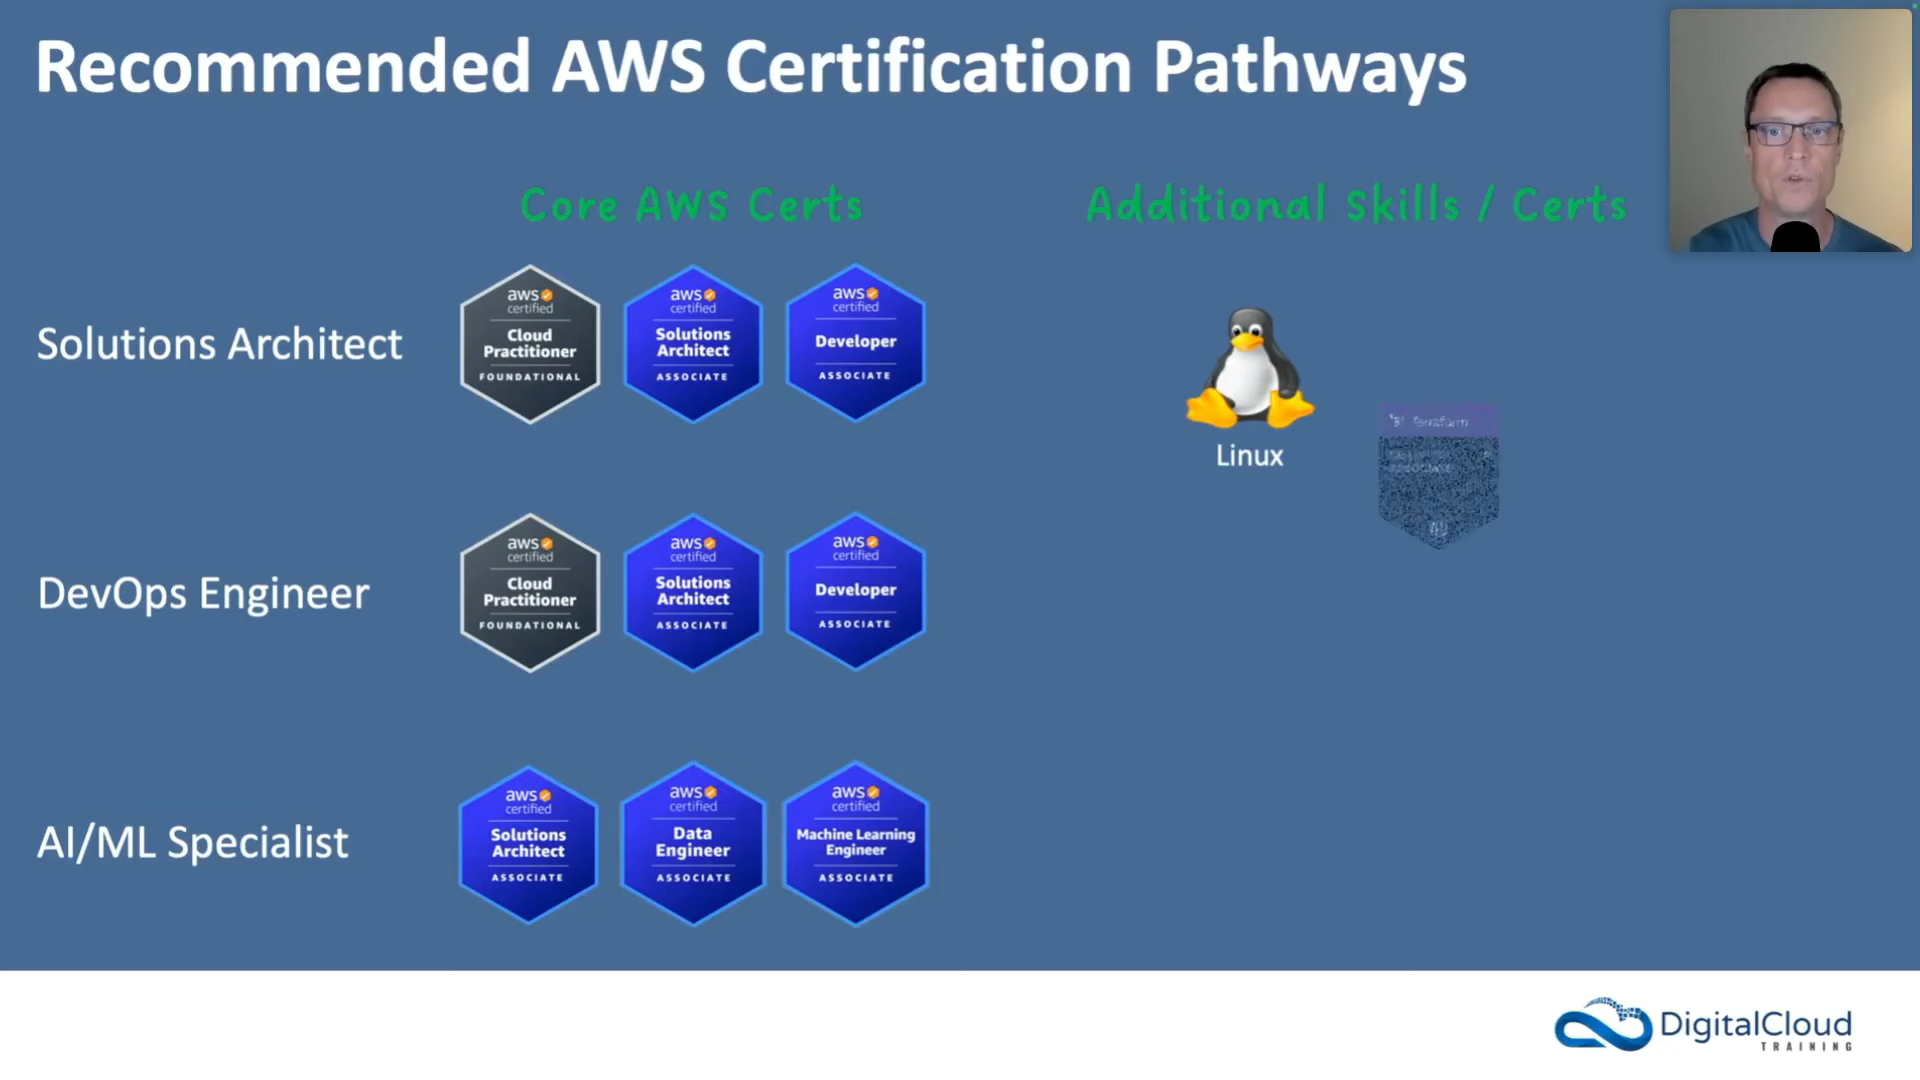 Recommended AWS Certification Pathways
Core AWS Certs
Additional Skills / Certs
Solutions Architect
aws
certified
Cloud
Practitioner
FOUNDATIONAL
aws
certified
Solutions
Architect
ASSOCIATE
aws
certified
Developer
ASSOCIATE
Linux
Terraform
ASSOCIATE
DevOps Engineer
aws
certified
Cloud
Practitioner
FOUNDATIONAL
aws
certified
Solutions
Architect
ASSOCIATE
aws
certified
Developer
ASSOCIATE
AI/ML Specialist
aws
certified
Solutions
Architect
ASSOCIATE
aws
certified
Data
Engineer
ASSOCIATE
aws
certified
Machine Learning
Engineer
ASSOCIATE
DigitalCloud
TRAINING